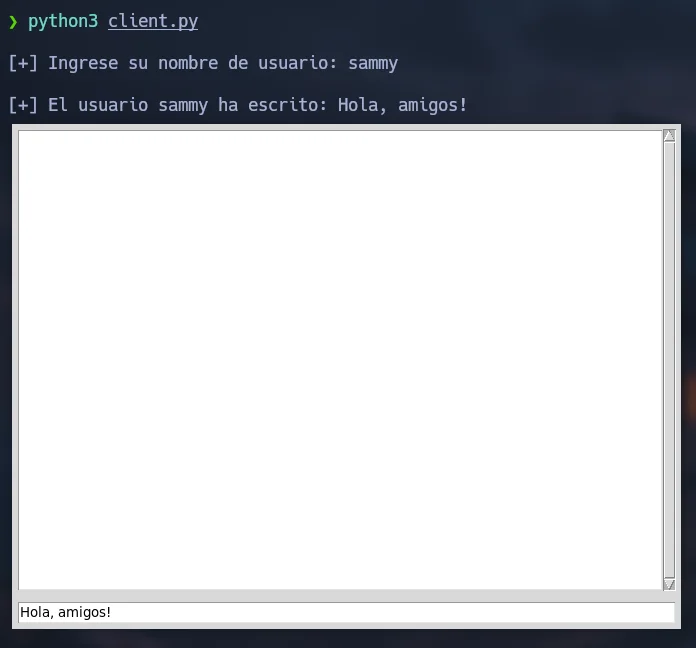 ❯ python3 client.py
[+] Ingrese su nombre de usuario: sammy
[+] El usuario sammy ha escrito: Hola, amigos!
Hola, amigos!